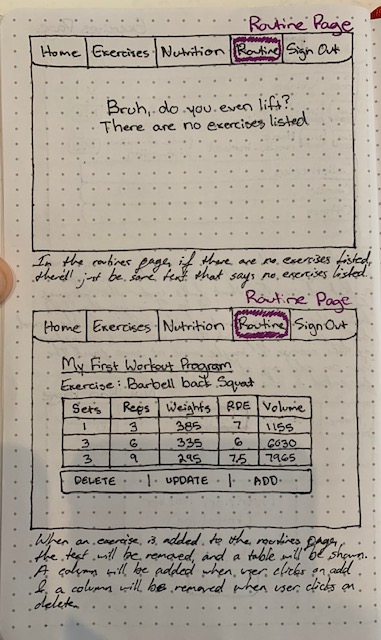 Routine Page
Home Exercises Nutrition Routine Sign Out
Bruh, do you even lift?
There are no exercises listed
In the routines page, if there are no exercises listed,
there'll just be some text that says no exercises listed.
Routine Page
Home Exercises Nutrition Routine Sign Out
My First Workout Program
Exercise: Barbell back Squat
Sets Reps Weights RPE Volume
1 3 385 7 1155
3 6 335 6 6030
3 9 295 7.5 7965
DELETE | UPDATE | ADD
When an exercise is added to the routines page,
the text will be removed, and a table will be shown.
A column will be added when user clicks on add
& a column will be removed when user clicks on
delete.